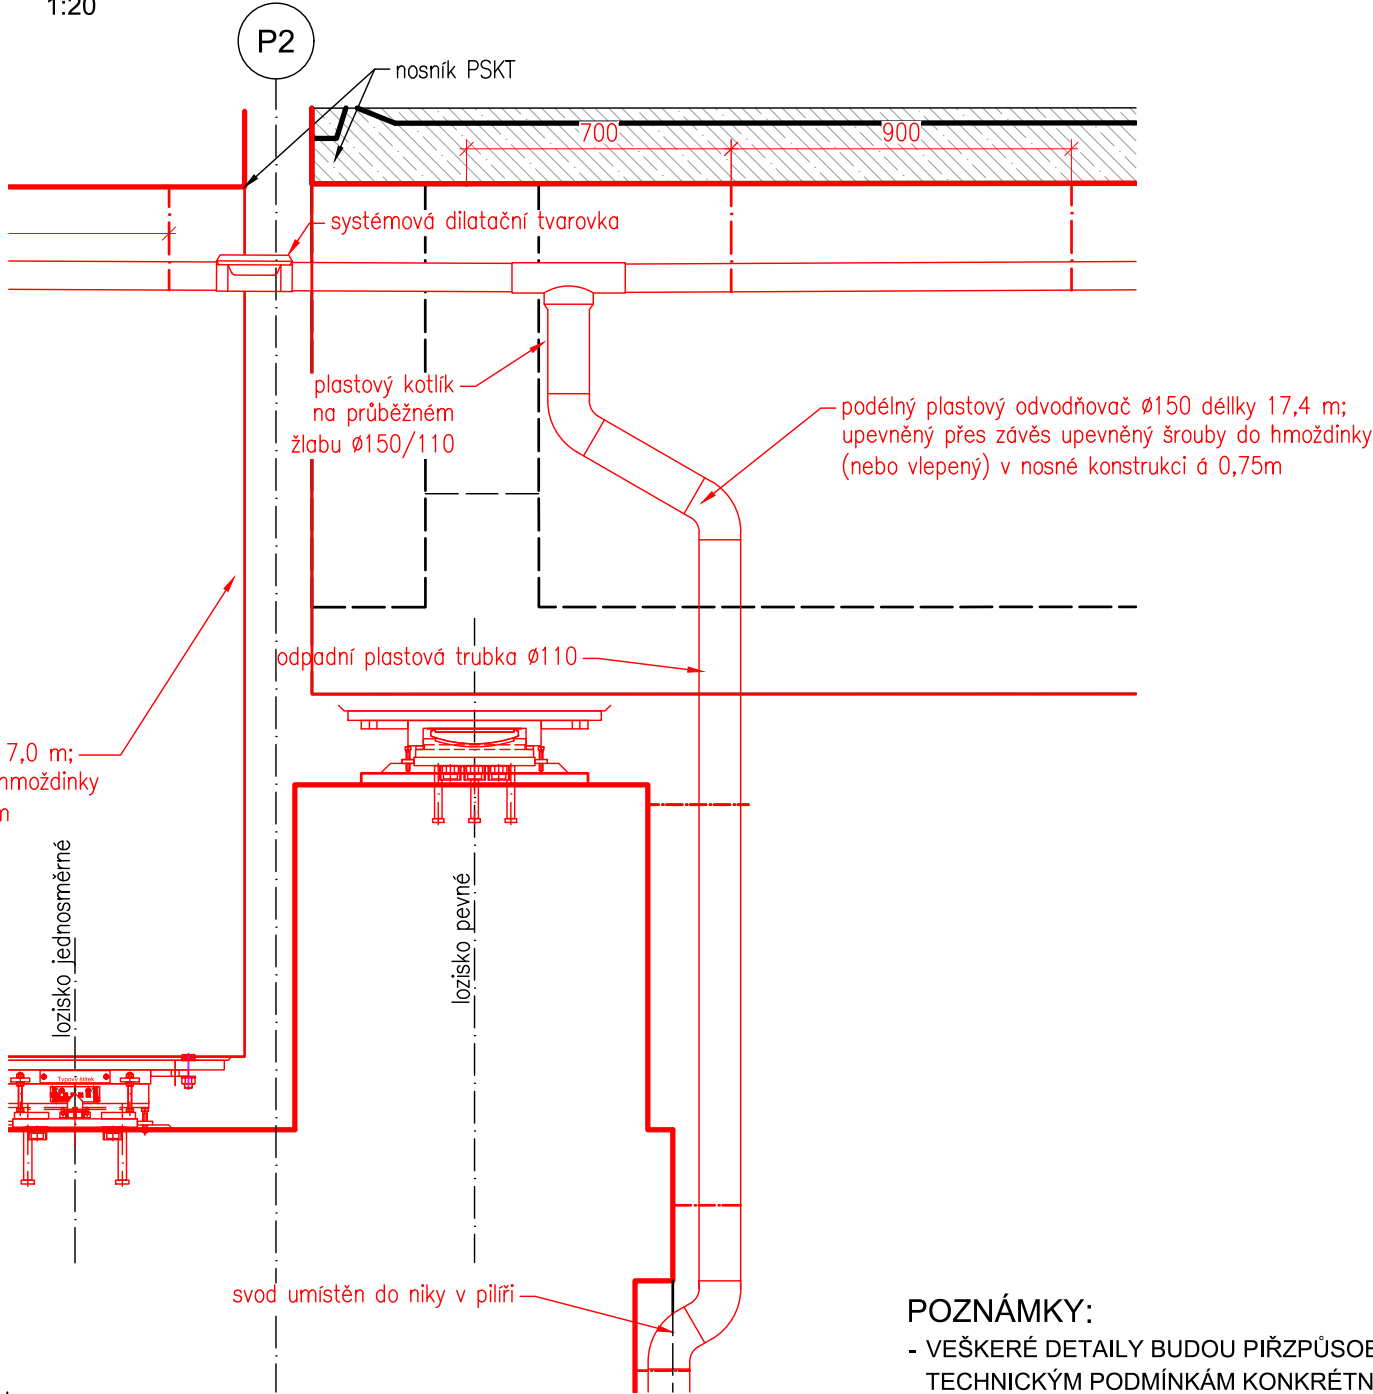 1:20
P2
nosník PSKT
700
900
systémová dilatační tvarovka
plastový kotlík
na průběžném
žlabu Ø150/110
podélný plastový odvodňovač Ø150 déllky 17,4 m;
upevněný přes závěs upevněný šrouby do hmoždinky
(nebo vlepený) v nosné konstrukci á 0,75m
odpadní plastová trubka Ø110
7,0 m;
hmoždinky
m
lozisko jednosměrné
lozisko pevné
Typový štítek
svod umístěn do niky v pilíři
POZNÁMKY:
- VEŠKERÉ DETAILY BUDOU PIŘZPŮSOB
TECHNICKÝM PODMÍNKÁM KONKRÉTN